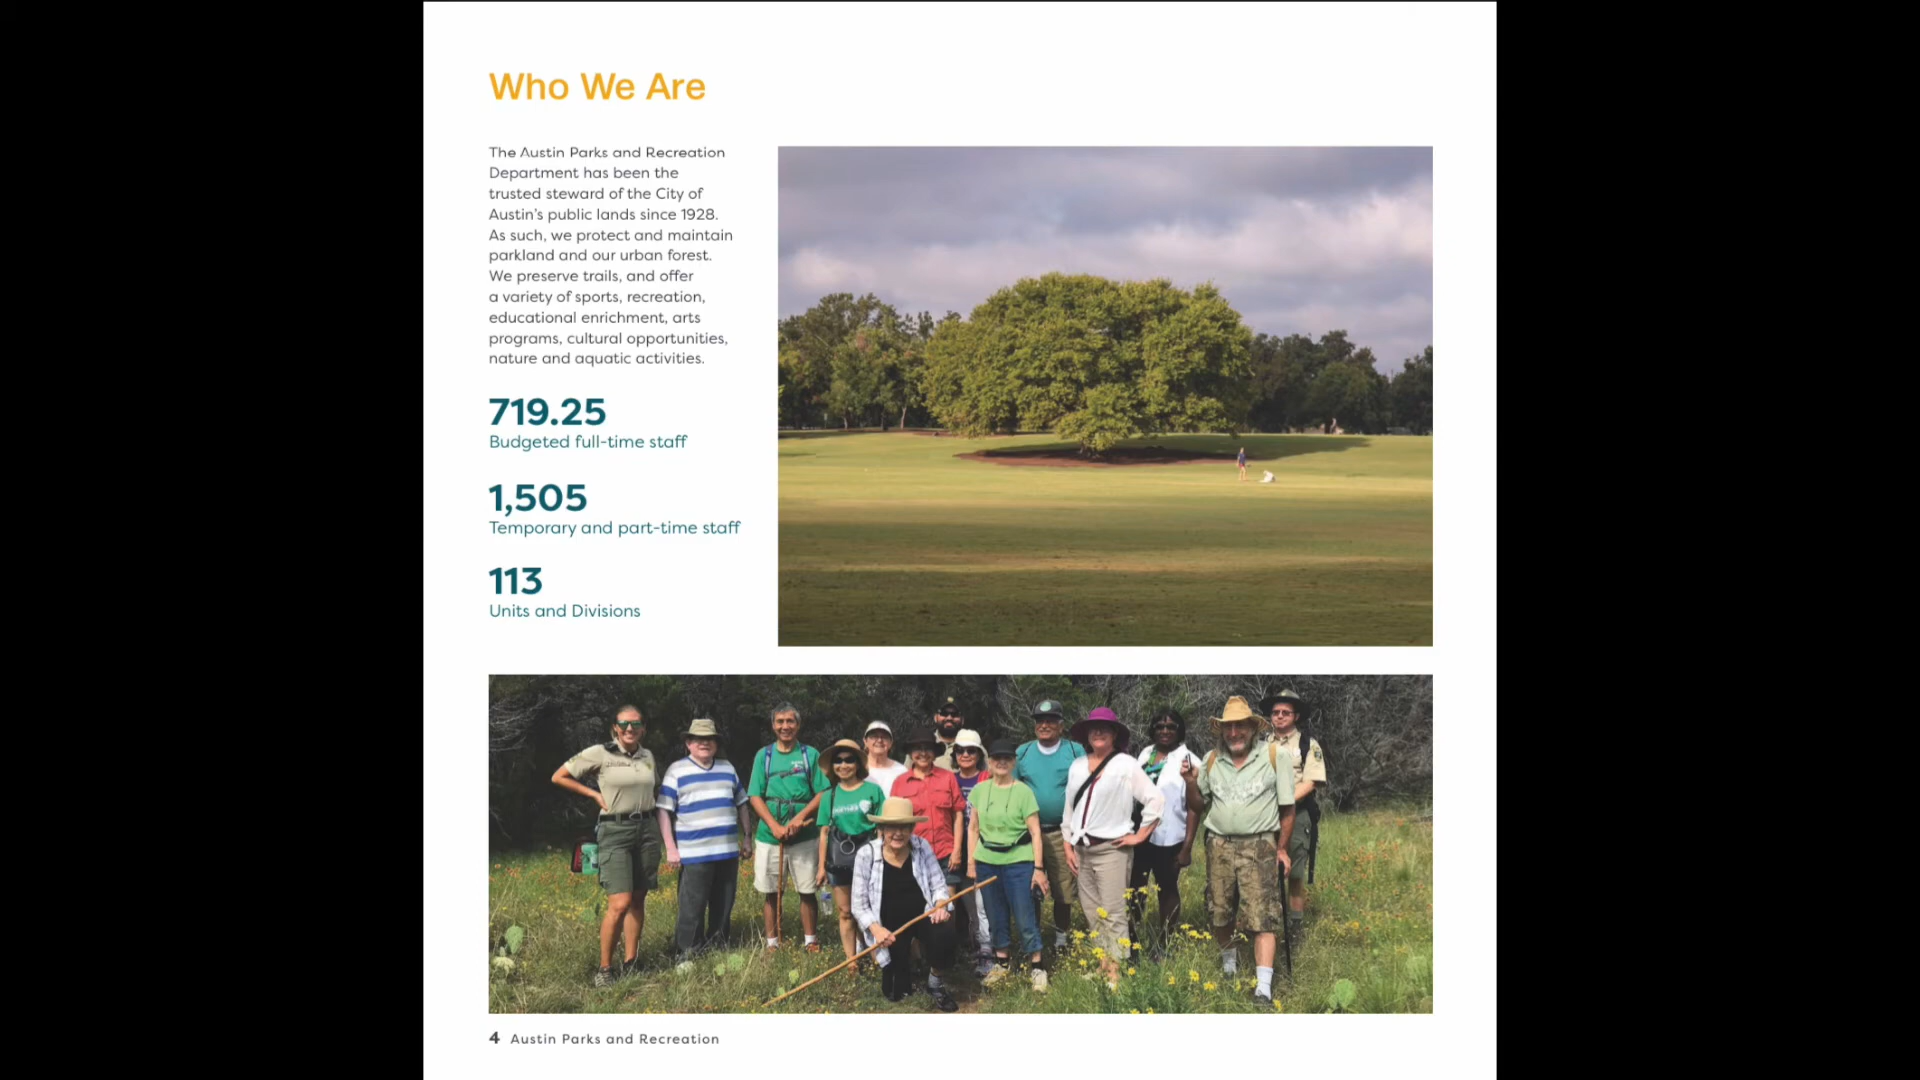 Who We Are
The Austin Parks and Recreation
Department has been the
trusted steward of the City of
Austin's public lands since 1928.
As such, we protect and maintain
parkland and our urban forest.
We preserve trails, and offer
a variety of sports, recreation,
educational enrichment, arts
programs, cultural opportunities,
nature and aquatic activities.
719.25
Budgeted full-time staff
1,505
Temporary and part-time staff
113
Units and Divisions
4 Austin Parks and Recreation